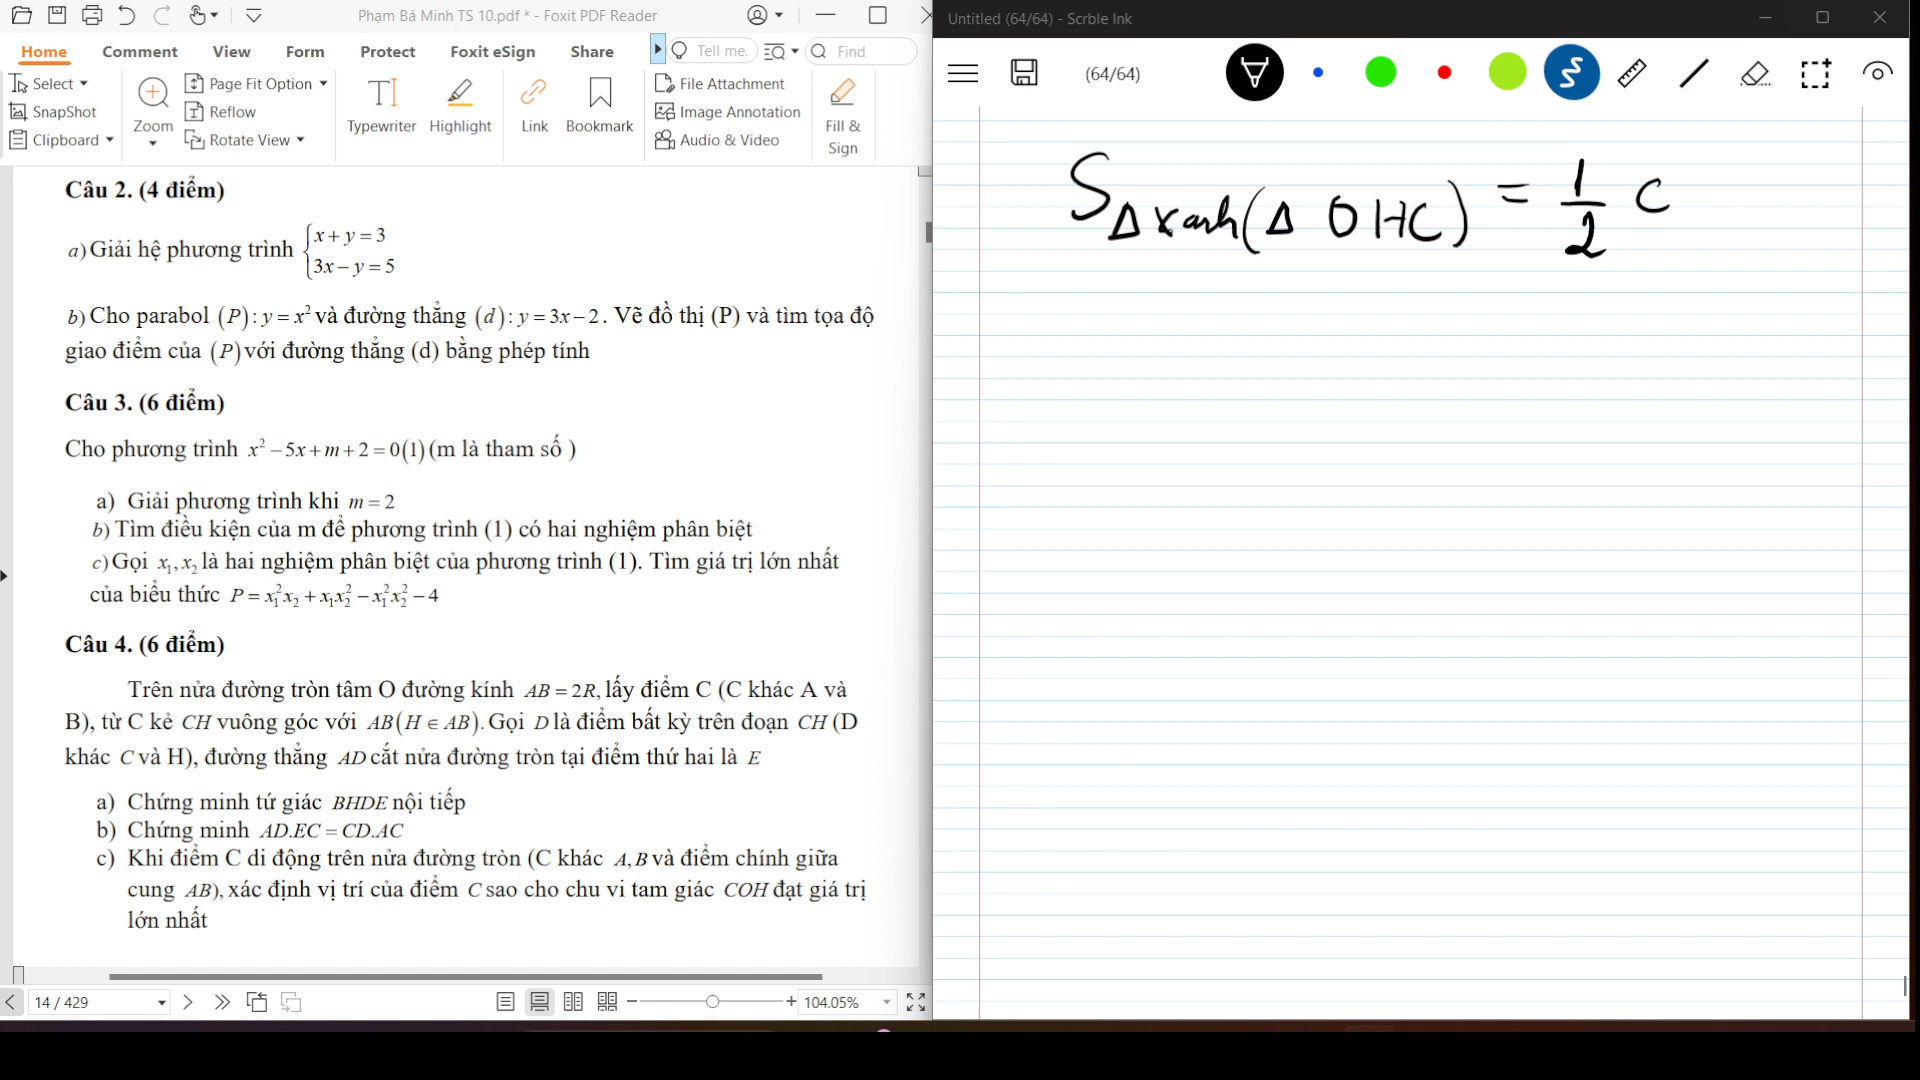 Phạm Bá Minh TS 10.pdf * - Foxit PDF Reader
Home Comment View Form Protect Foxit eSign Share Tell me. Find
Select
SnapShot
Clipboard
Zoom
Page Fit Option
Reflow
Rotate View
Typewriter
Highlight
Link
Bookmark
File Attachment
Image Annotation
Audio & Video
Fill &
Sign
Câu 2. (4 điểm)
a) Giải hệ phương trình { x + y = 3
3x − y = 5
b) Cho parabol (P): y = x² và đường thẳng (d): y = 3x − 2. Vẽ đồ thị (P) và tìm tọa độ
giao điểm của (P) với đường thẳng (d) bằng phép tính
Câu 3. (6 điểm)
Cho phương trình x² − 5x + m + 2 = 0(1) (m là tham số )
a) Giải phương trình khi m = 2
b) Tìm điều kiện của m để phương trình (1) có hai nghiệm phân biệt
c) Gọi x₁, x₂ là hai nghiệm phân biệt của phương trình (1). Tìm giá trị lớn nhất
của biểu thức P = x₁²x₂ + x₁x₂² − x₁²x₂² − 4
Câu 4. (6 điểm)
Trên nửa đường tròn tâm O đường kính AB = 2R, lấy điểm C (C khác A và
B), từ C kẻ CH vuông góc với AB(H ∈ AB). Gọi D là điểm bất kỳ trên đoạn CH (D
khác C và H), đường thẳng AD cắt nửa đường tròn tại điểm thứ hai là E
a) Chứng minh tứ giác BHDE nội tiếp
b) Chứng minh AD.EC = CD.AC
c) Khi điểm C di động trên nửa đường tròn (C khác A, B và điểm chính giữa
cung AB), xác định vị trí của điểm C sao cho chu vi tam giác COH đạt giá trị
lớn nhất
14 / 429
104.05%
Untitled (64/64) - Scrble Ink
(64/64)
S Δ xanh (Δ OHC) = 1/2 C